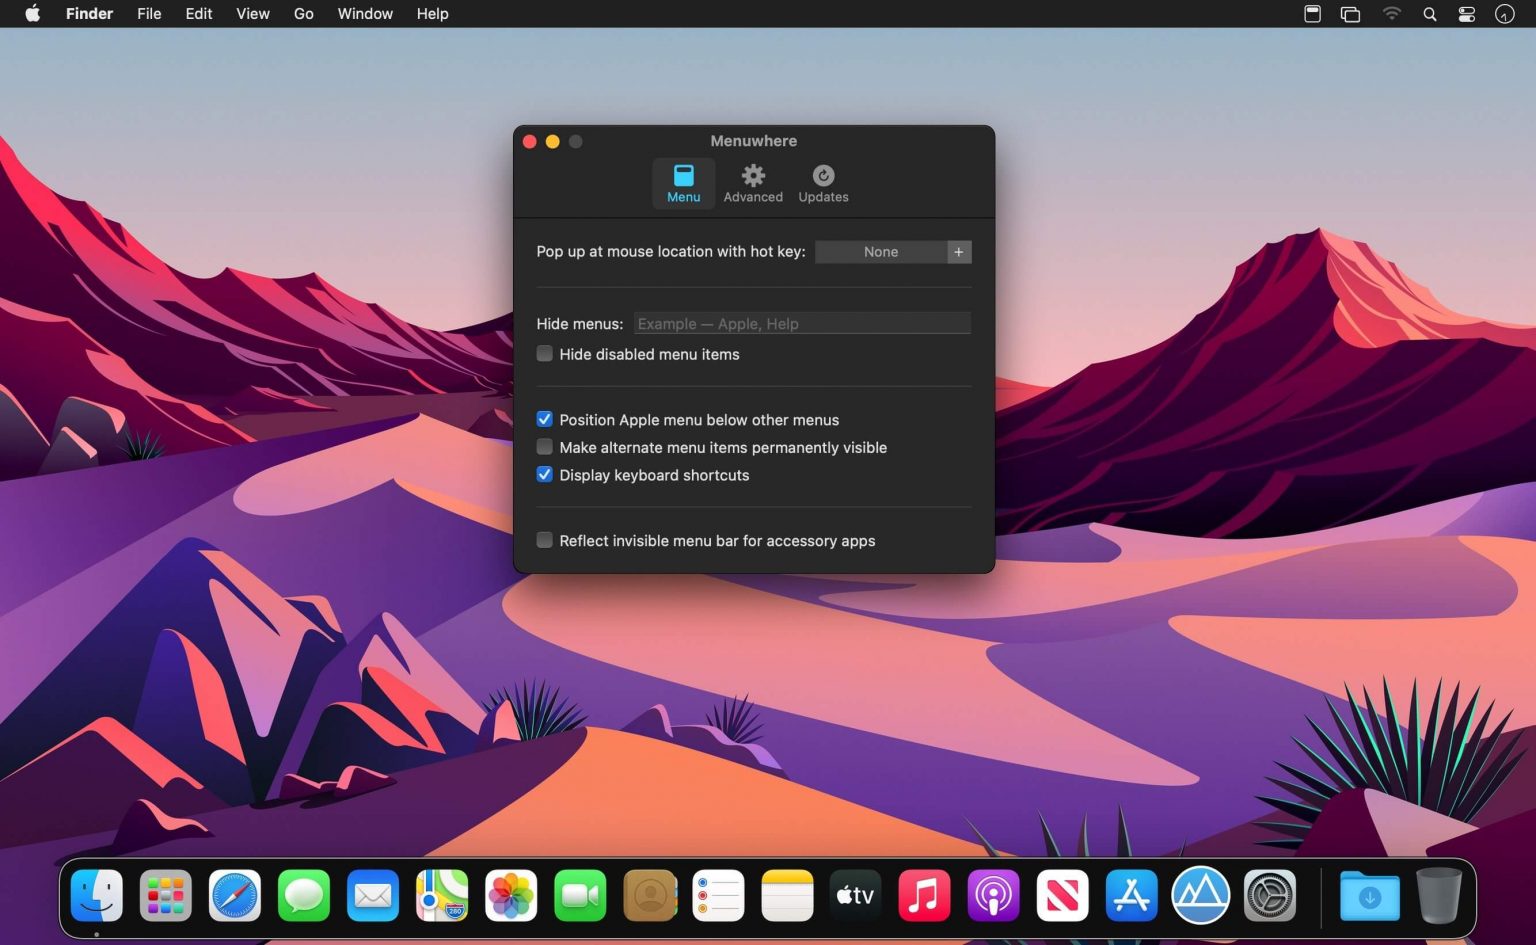 Finder File Edit View Go Window Help
Menuwhere
Menu Advanced Updates
Pop up at mouse location with hot key: None +
Hide menus: Example — Apple, Help
Hide disabled menu items
Position Apple menu below other menus
Make alternate menu items permanently visible
Display keyboard shortcuts
Reflect invisible menu bar for accessory apps
280
tv